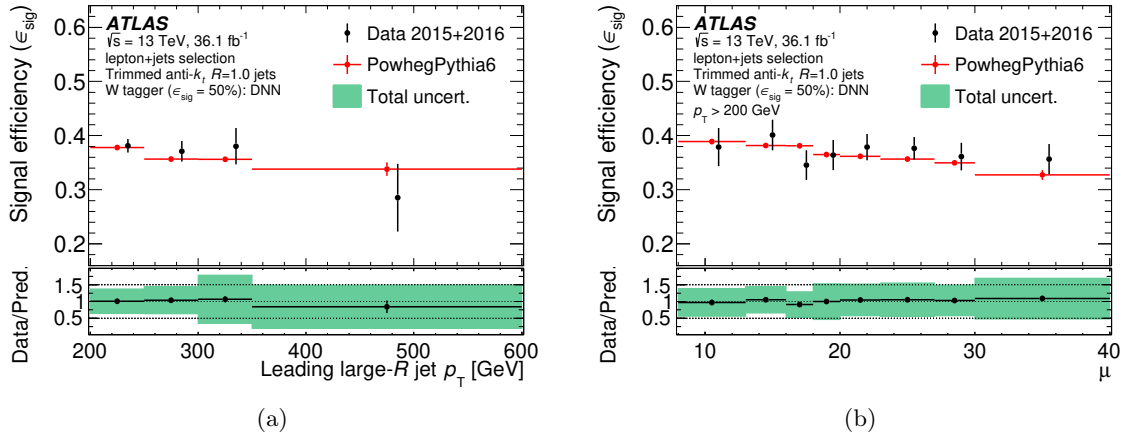 ATLAS
√s = 13 TeV, 36.1 fb⁻¹
lepton+jets selection
Trimmed anti-kₜ R=1.0 jets
W tagger (ϵsig = 50%): DNN
Data 2015+2016
PowhegPythia6
Total uncert.
Signal efficiency (ϵsig)
0.6
0.5
0.4
0.3
0.2
Data/Pred.
1.5
1
0.5
200 300 400 500 600
Leading large-R jet pT [GeV]
(a)
ATLAS
√s = 13 TeV, 36.1 fb⁻¹
lepton+jets selection
Trimmed anti-kₜ R=1.0 jets
W tagger (ϵsig = 50%): DNN
pT > 200 GeV
Data 2015+2016
PowhegPythia6
Total uncert.
Signal efficiency (ϵsig)
0.6
0.5
0.4
0.3
0.2
Data/Pred.
1.5
1
0.5
10 20 30 40
μ
(b)